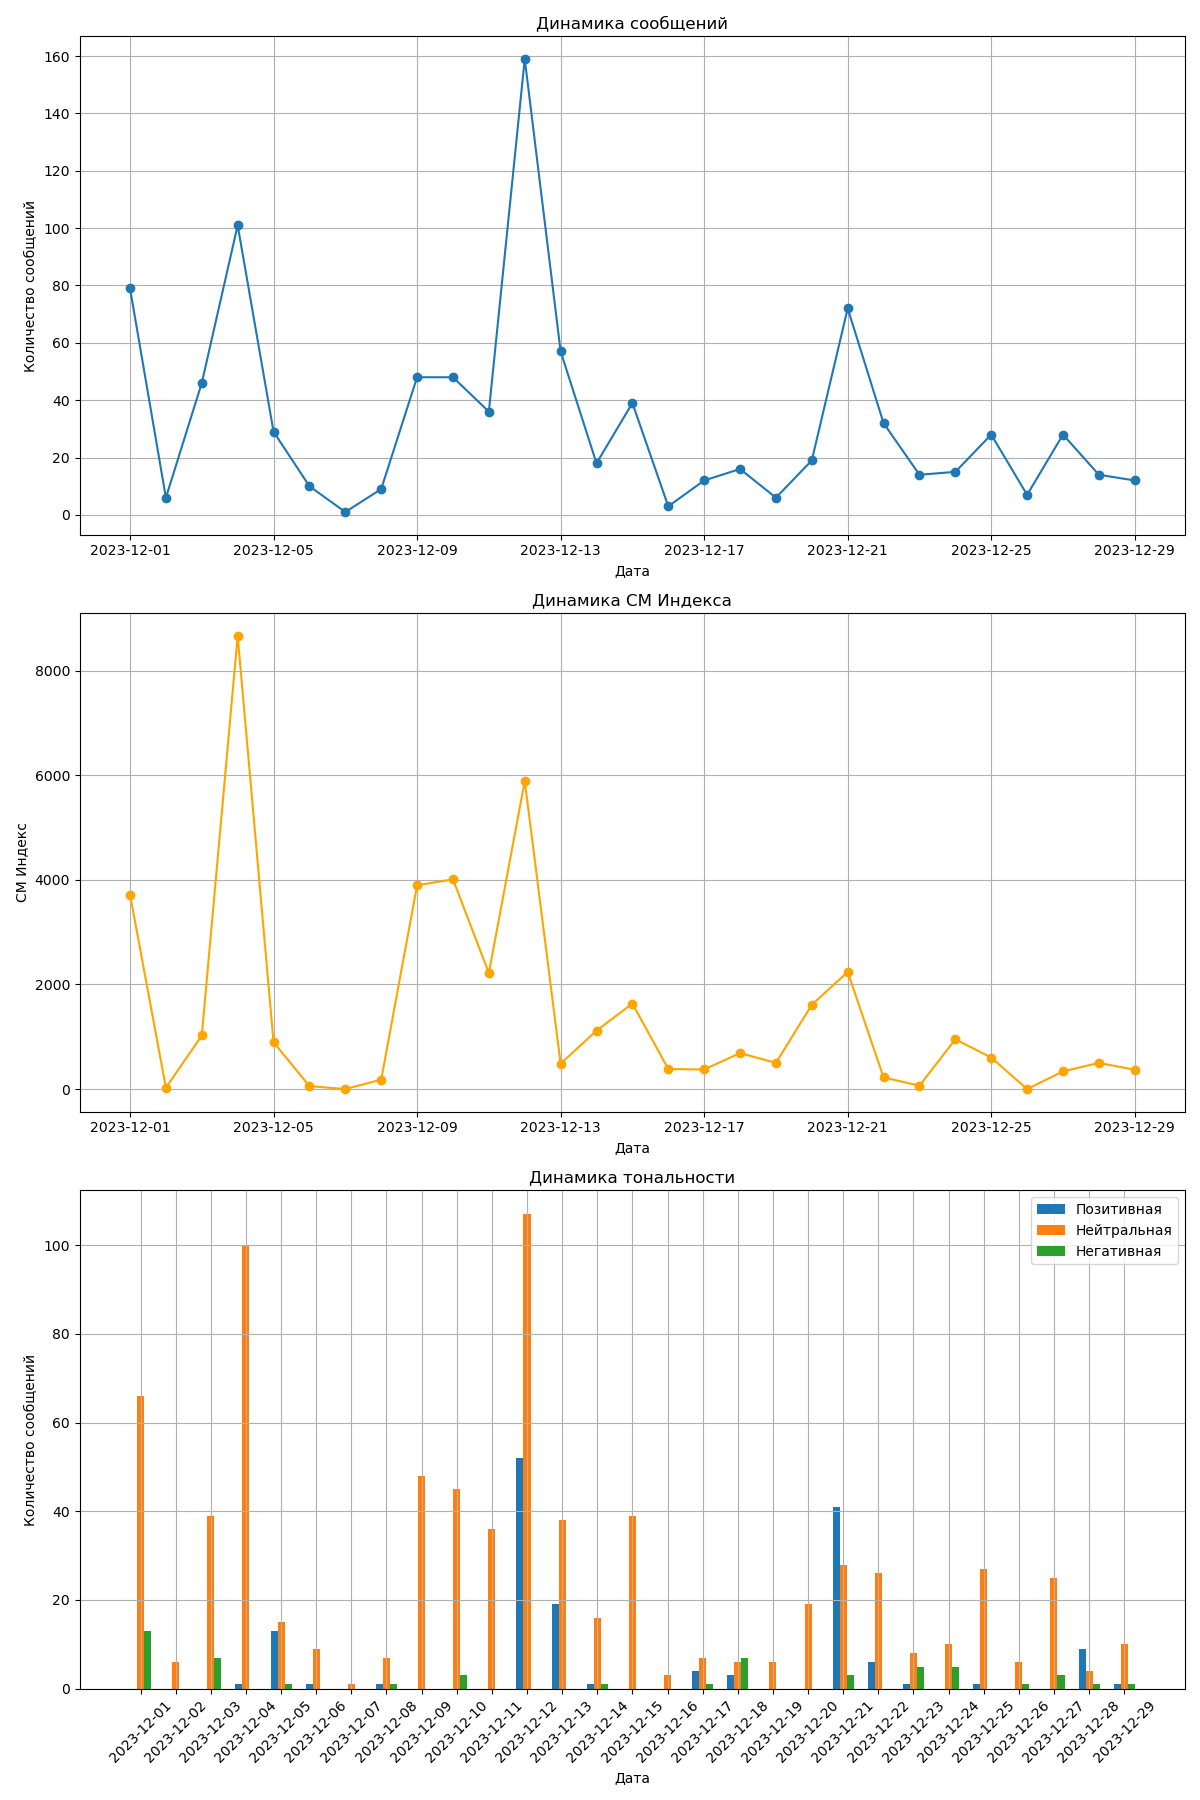 Динамика сообщений
Количество сообщений
160
140
120
100
80
60
40
20
0
2023-12-01 2023-12-05 2023-12-09 2023-12-13 2023-12-17 2023-12-21 2023-12-25 2023-12-29
Дата
Динамика СМ Индекса
СМ Индекс
8000
6000
4000
2000
0
2023-12-01 2023-12-05 2023-12-09 2023-12-13 2023-12-17 2023-12-21 2023-12-25 2023-12-29
Дата
Динамика тональности
Позитивная
Нейтральная
Негативная
Количество сообщений
100
80
60
40
20
0
2023-12-01 2023-12-02 2023-12-03 2023-12-04 2023-12-05 2023-12-06 2023-12-07 2023-12-08 2023-12-09 2023-12-10 2023-12-11 2023-12-12 2023-12-13 2023-12-14 2023-12-15 2023-12-16 2023-12-17 2023-12-18 2023-12-19 2023-12-20 2023-12-21 2023-12-22 2023-12-23 2023-12-24 2023-12-25 2023-12-26 2023-12-27 2023-12-28 2023-12-29
Дата